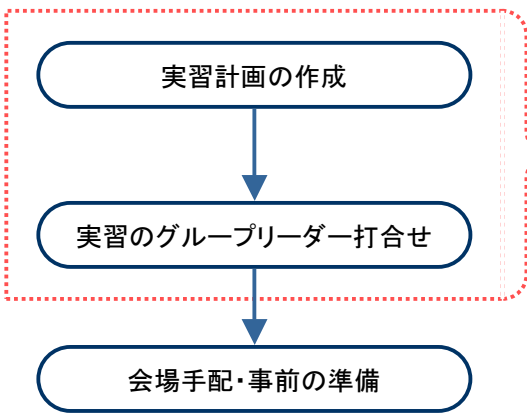 実習計画の作成
実習のグループリーダー打合せ
会場手配・事前の準備